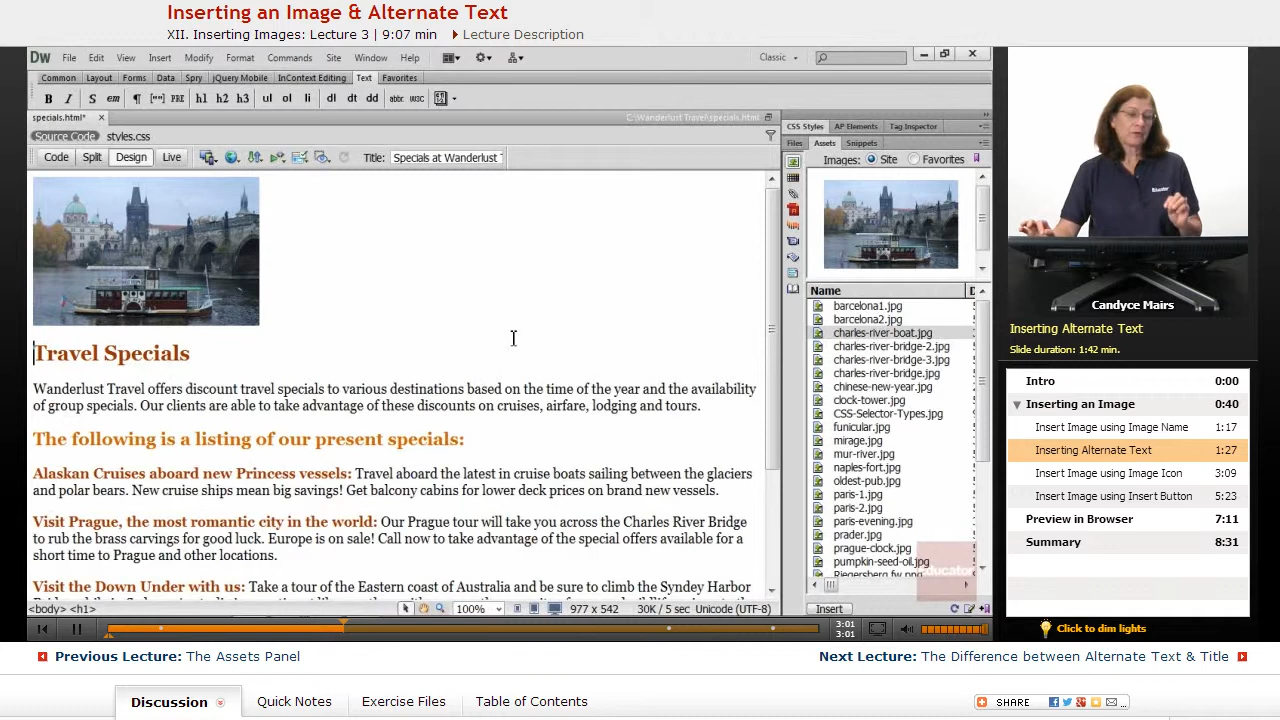 Inserting an Image & Alternate Text
XII. Inserting Images: Lecture 3 | 9:07 min
Lecture Description
Dw File Edit View Insert Modify Format Commands Site Window Help
Classic
Common Layout Forms Data Spry jQuery Mobile InContext Editing Text Favorites
B I S em ¶ [""] PRE h1 h2 h3 ul ol li dl dt dd abbr. W3C
specials.html*
C:\Wanderlust Travel\specials.html
Source Code styles.css
Code Split Design Live Title: Specials at Wanderlust T
Travel Specials
Wanderlust Travel offers discount travel specials to various destinations based on the time of the year and the availability
of group specials. Our clients are able to take advantage of these discounts on cruises, airfare, lodging and tours.
The following is a listing of our present specials:
Alaskan Cruises aboard new Princess vessels: Travel aboard the latest in cruise boats sailing between the glaciers
and polar bears. New cruise ships mean big savings! Get balcony cabins for lower deck prices on brand new vessels.
Visit Prague, the most romantic city in the world: Our Prague tour will take you across the Charles River Bridge
to rub the brass carvings for good luck. Europe is on sale! Call now to take advantage of the special offers available for a
short time to Prague and other locations.
Visit the Down Under with us: Take a tour of the Eastern coast of Australia and be sure to climb the Syndey Harbor
<body> <h1>
100%
977 x 542
30K / 5 sec Unicode (UTF-8)
CSS Styles AP Elements Tag Inspector
Files Assets Snippets
Images: Site Favorites
Name
barcelona1.jpg
barcelona2.jpg
charles-river-boat.jpg
charles-river-bridge-2.jpg
charles-river-bridge-3.jpg
charles-river-bridge.jpg
chinese-new-year.jpg
clock-tower.jpg
CSS-Selector-Types.jpg
funicular.jpg
mirage.jpg
mur-river.jpg
naples-fort.jpg
oldest-pub.jpg
paris-1.jpg
paris-2.jpg
paris-evening.jpg
prader.jpg
prague-clock.jpg
pumpkin-seed-oil.jpg
Educator
Insert
3:01
3:01
Candyce Mairs
Inserting Alternate Text
Slide duration: 1:42 min.
Intro 0:00
Inserting an Image 0:40
Insert Image using Image Name 1:17
Inserting Alternate Text 1:27
Insert Image using Image Icon 3:09
Insert Image using Insert Button 5:23
Preview in Browser 7:11
Summary 8:31
Click to dim lights
Previous Lecture: The Assets Panel
Next Lecture: The Difference between Alternate Text & Title
Discussion Quick Notes Exercise Files Table of Contents
SHARE